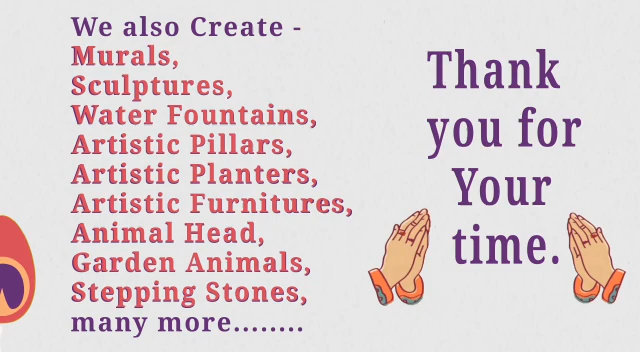 We also Create -
Murals,
Sculptures,
Water Fountains,
Artistic Pillars,
Artistic Planters,
Artistic Furnitures,
Animal Head,
Garden Animals,
Stepping Stones,
many more........
Thank
you for
Your
time.